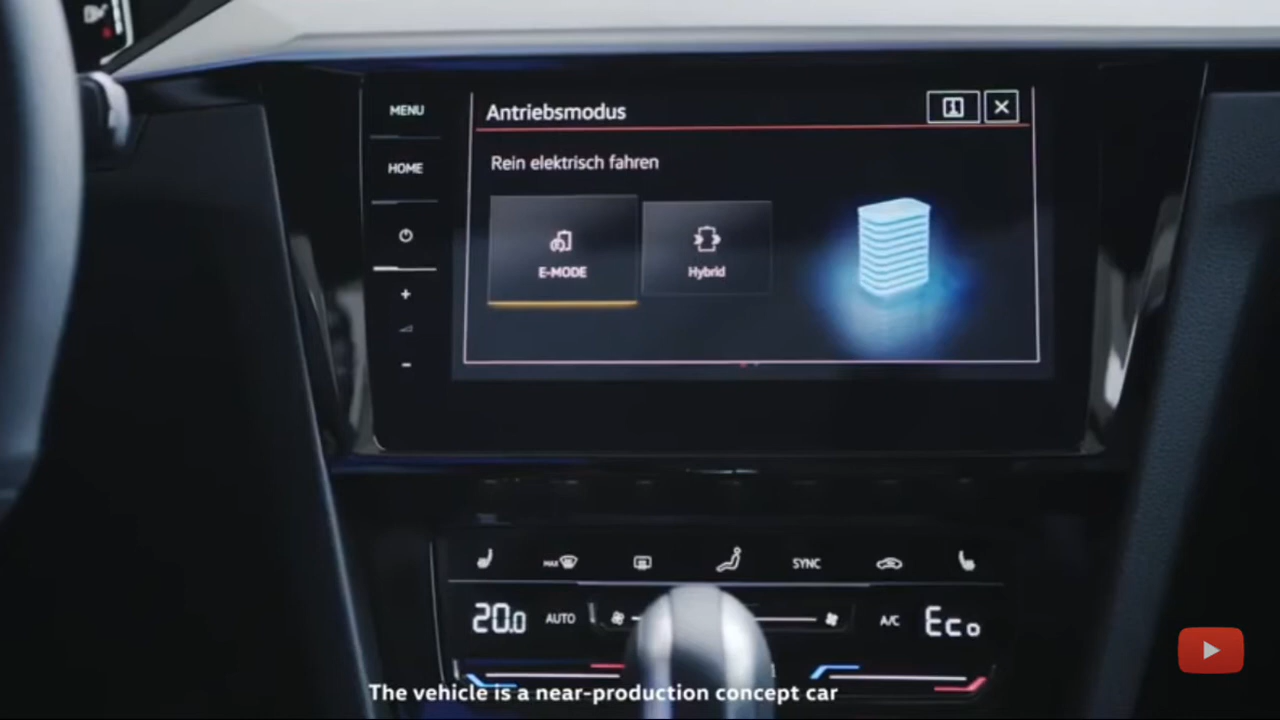 MENU
HOME
Antriebsmodus
Rein elektrisch fahren
E-MODE
Hybrid
MAX
SYNC
20.0
AUTO
A/C
Eco
The vehicle is a near-production concept car